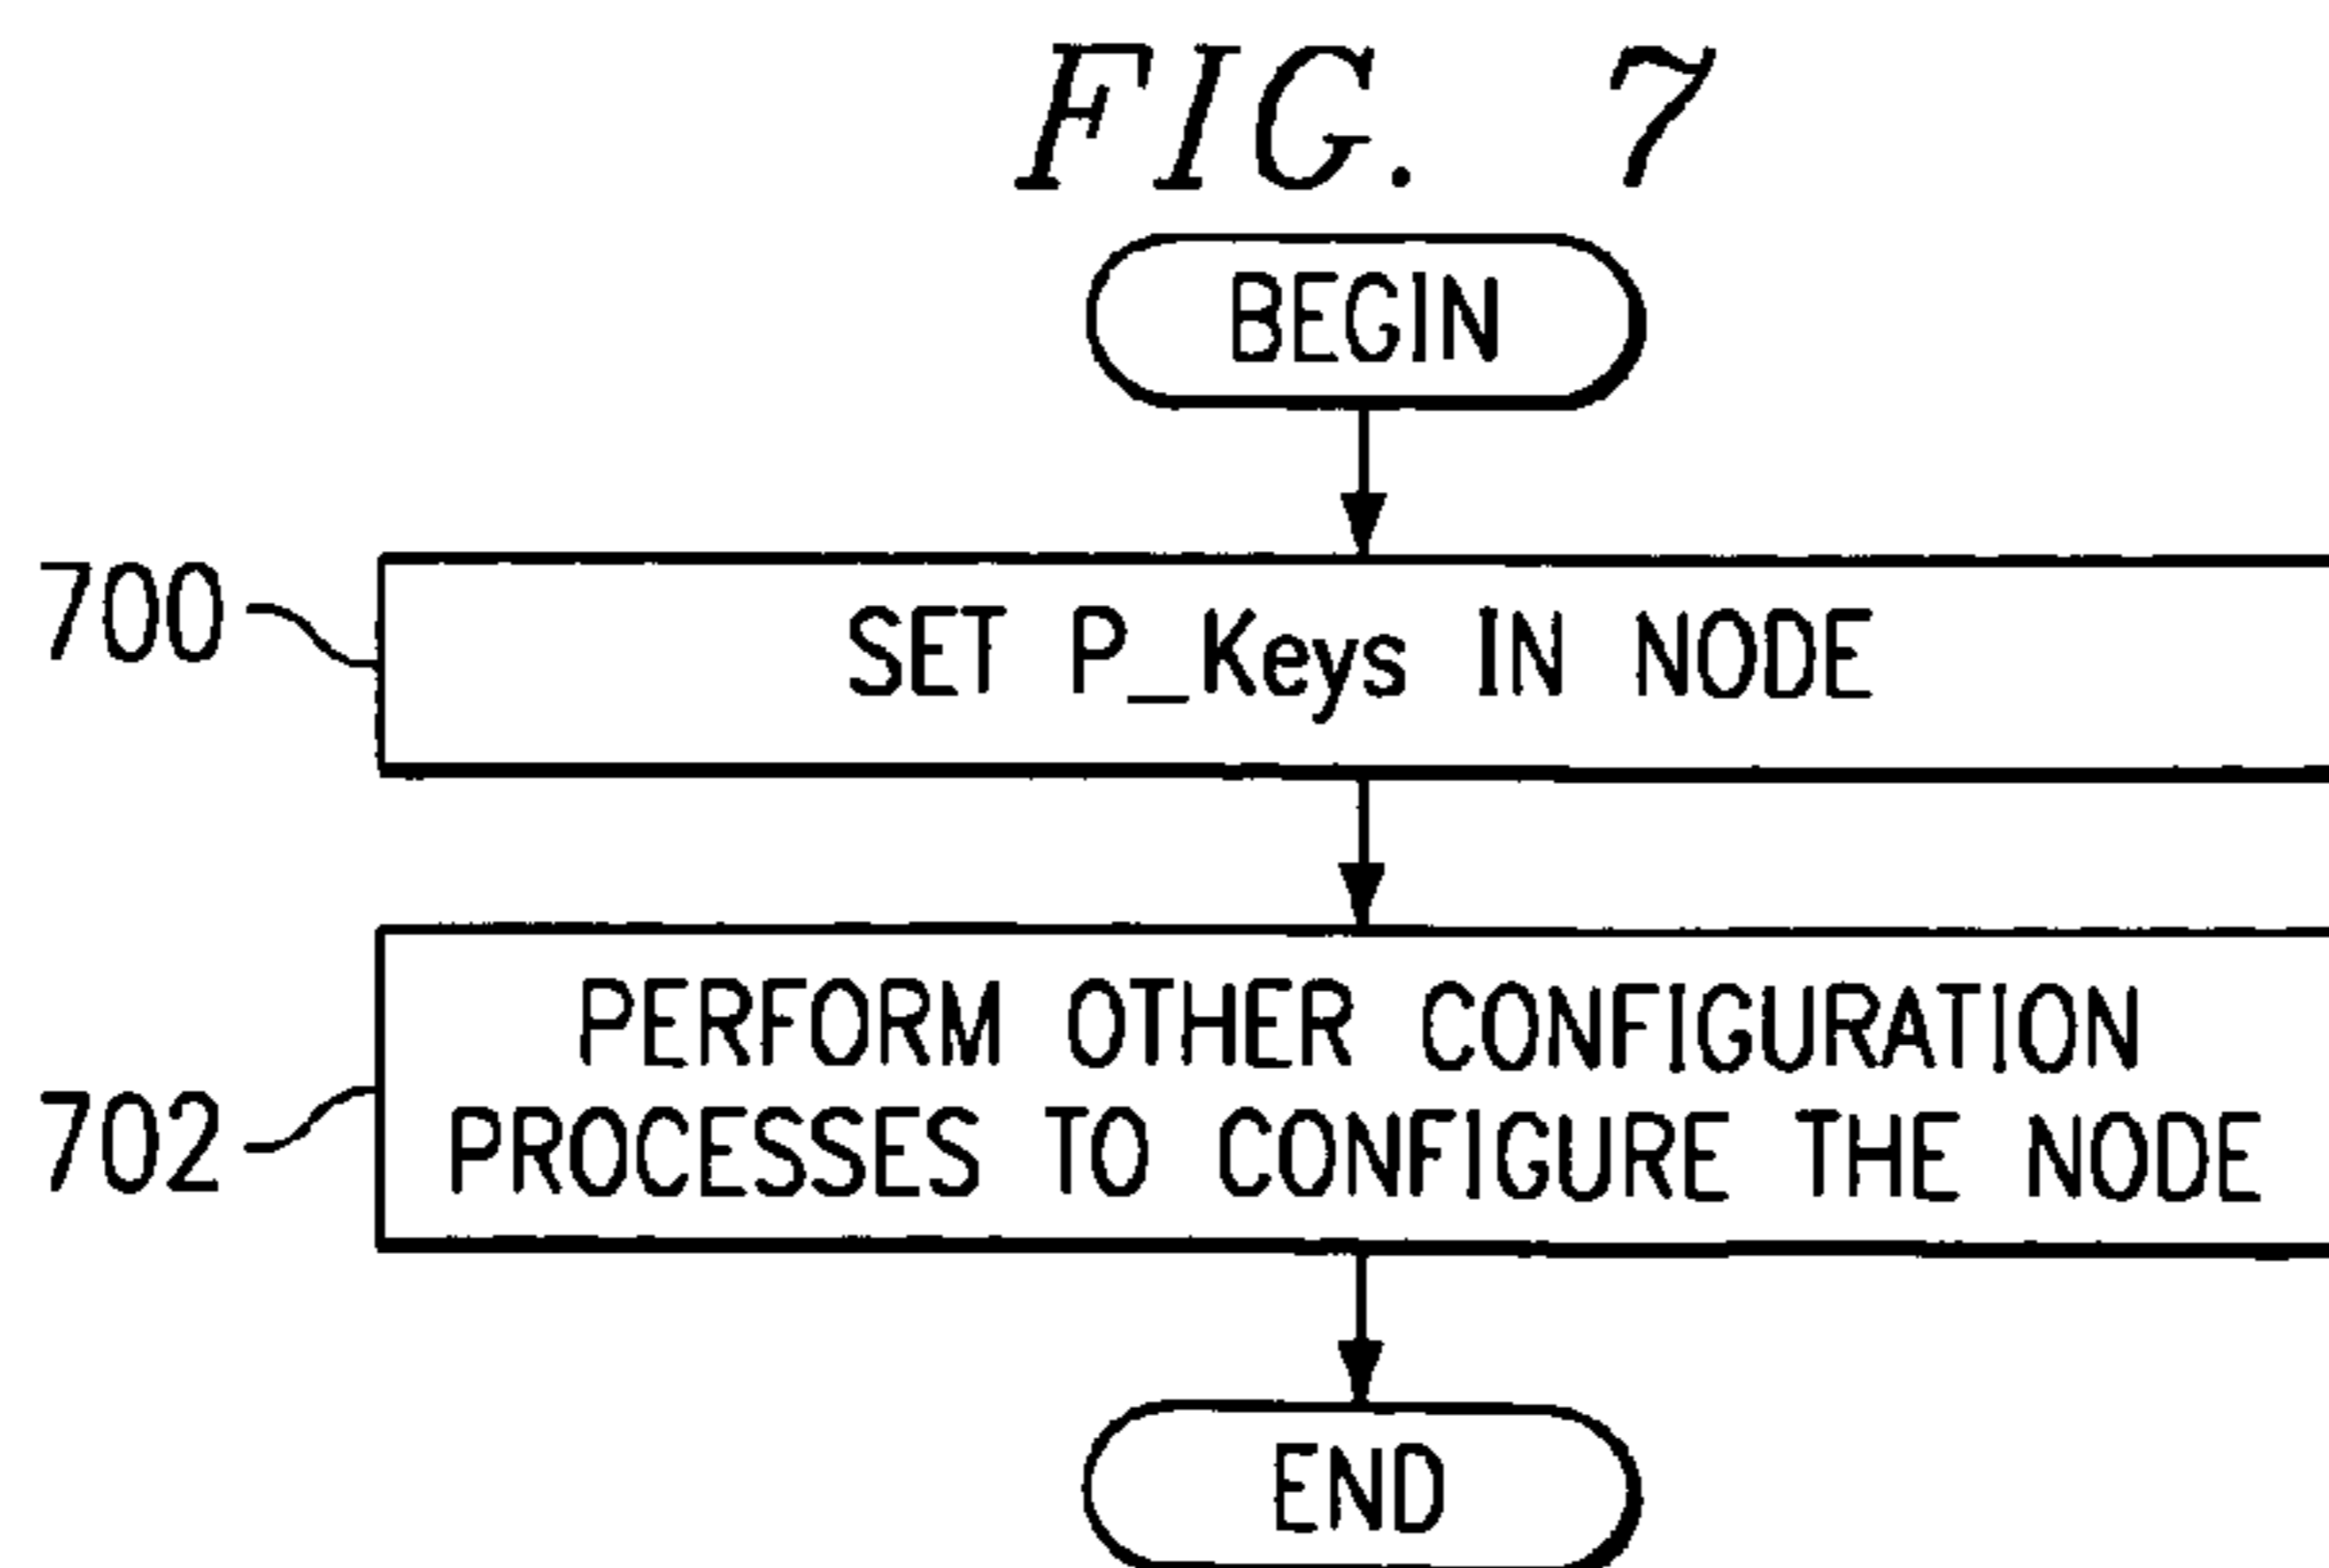 FIG. 7
BEGIN
700
SET P_Keys IN NODE
PERFORM OTHER CONFIGURATION
702
PROCESSES TO CONFIGURE THE NODE
END